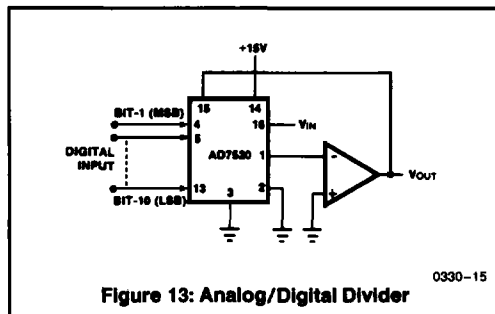 +15V
15
14
BIT-1 (MSB)
4
16
VIN
5
DIGITAL
INPUT
AD7520
1
-
VOUT
13
3
2
+
BIT-10 (LSB)
0330-15
Figure 13: Analog/Digital Divider